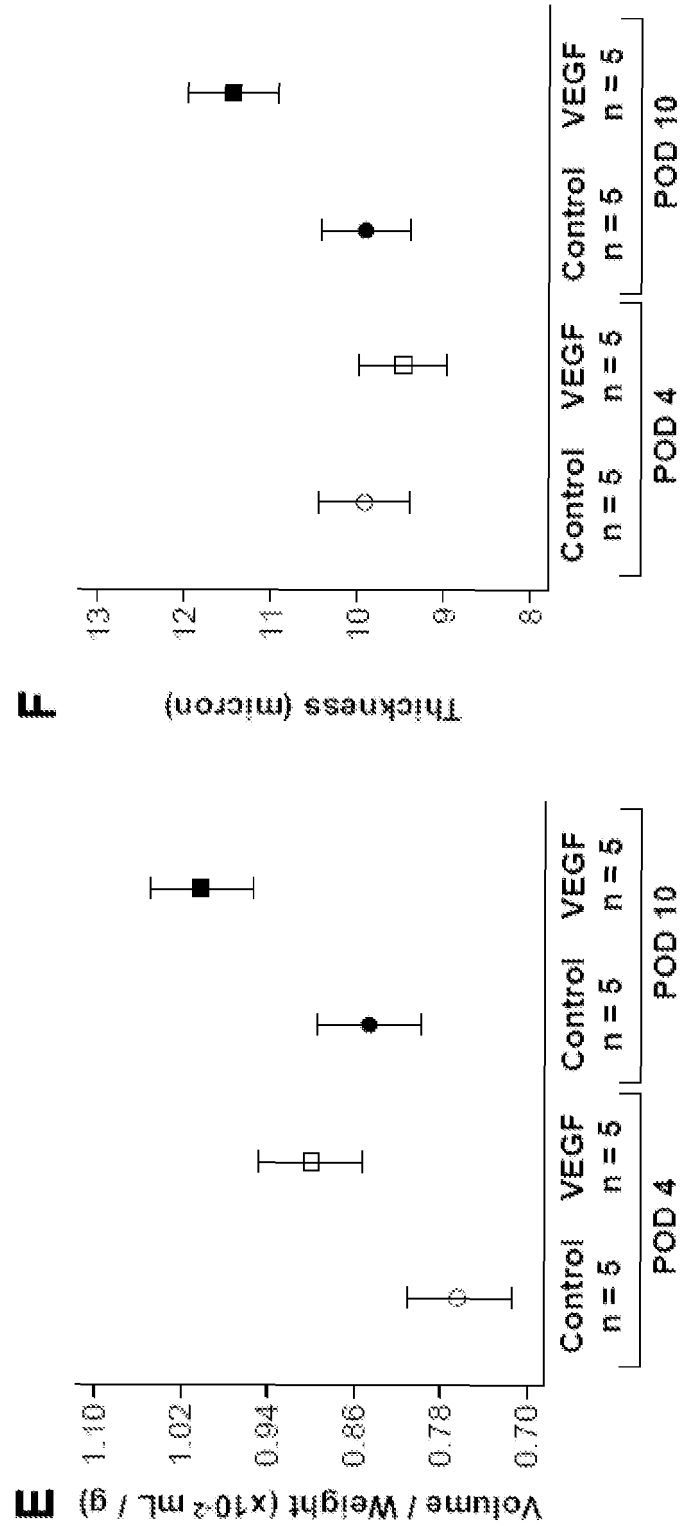 E
Volume / Weight (x10-2 mL / g)
1.10
1.02
0.94
0.86
0.78
0.70
Control VEGF Control VEGF
n = 5 n = 5 n = 5 n = 5
POD 4 POD 10
F
Thickness (micron)
13
12
11
10
9
8
Control VEGF Control VEGF
n = 5 n = 5 n = 5 n = 5
POD 4 POD 10